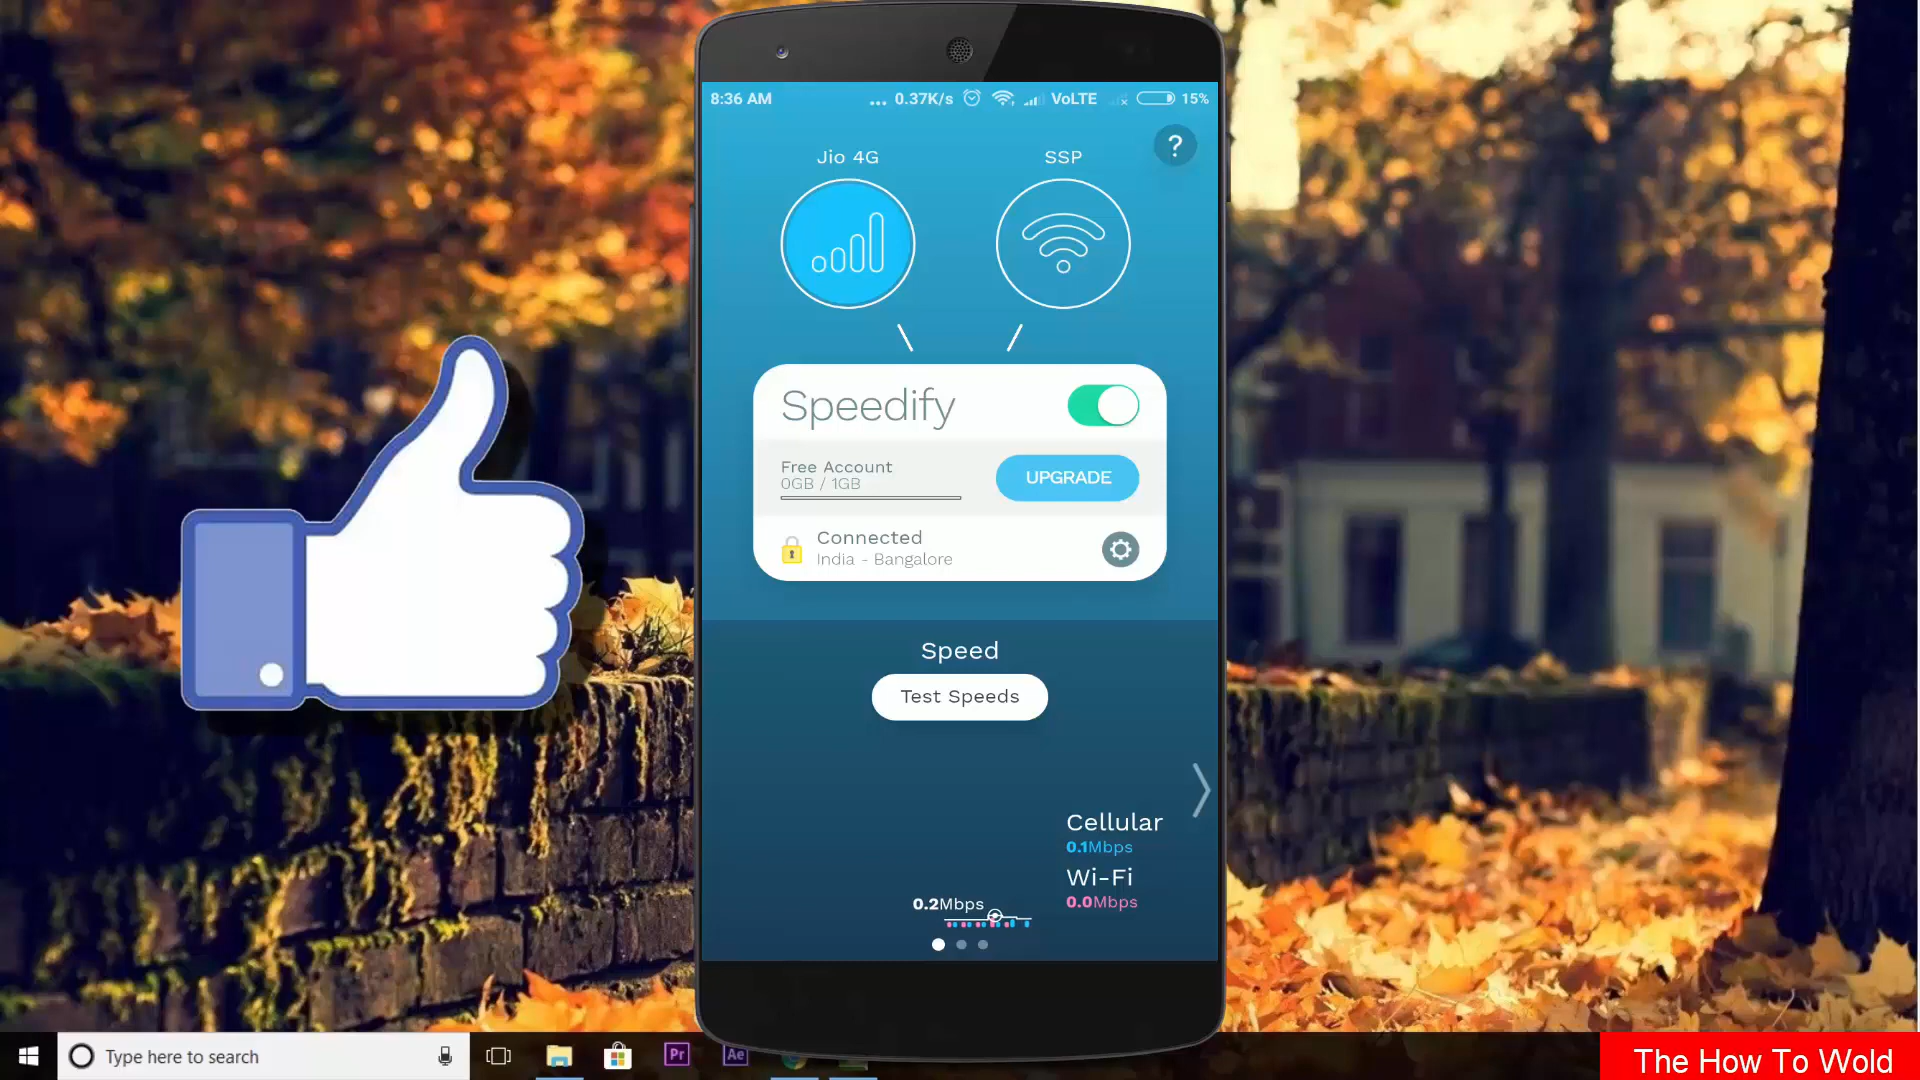 8:36 AM ... 0.37K/s VoLTE 15%
Jio 4G SSP ?
Speedify
Free Account
0GB / 1GB
UPGRADE
Connected
India - Bangalore
Speed
Test Speeds
Cellular
0.1Mbps
Wi-Fi
0.0Mbps
0.2Mbps
Type here to search Pr Ae
The How To Wold